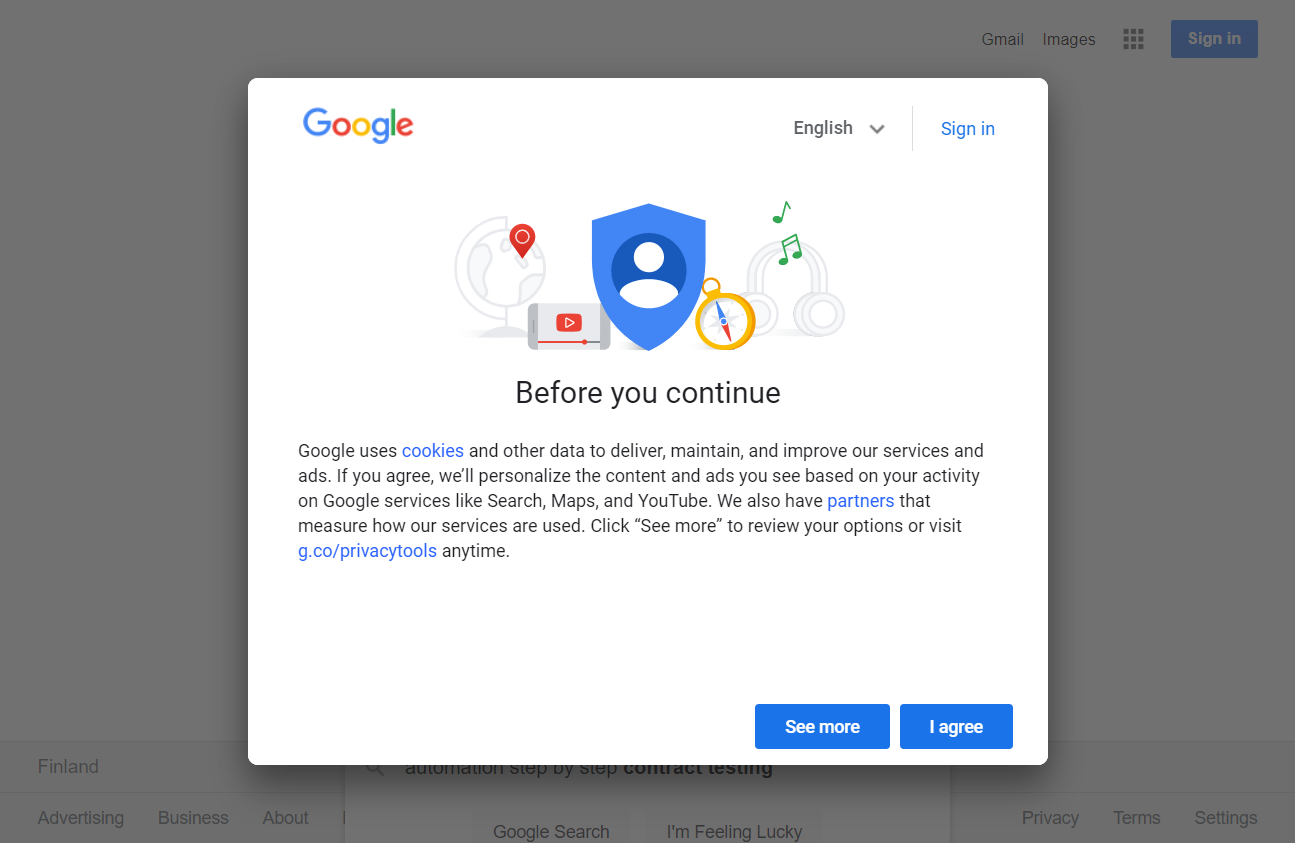 Gmail Images Sign in
Google
English Sign in
Before you continue
Google uses cookies and other data to deliver, maintain, and improve our services and
ads. If you agree, we’ll personalize the content and ads you see based on your activity
on Google services like Search, Maps, and YouTube. We also have partners that
measure how our services are used. Click “See more” to review your options or visit
g.co/privacytools anytime.
See more I agree
Finland
automation step by step contract testing
Advertising Business About
Google Search I'm Feeling Lucky
Privacy Terms Settings